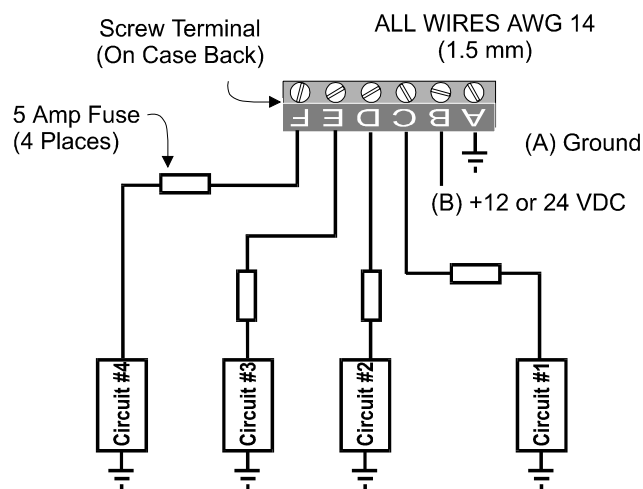 Screw Terminal
(On Case Back)
ALL WIRES AWG 14
(1.5 mm)
5 Amp Fuse
(4 Places)
F E D C B A
(A) Ground
(B) +12 or 24 VDC
Circuit #4
Circuit #3
Circuit #2
Circuit #1